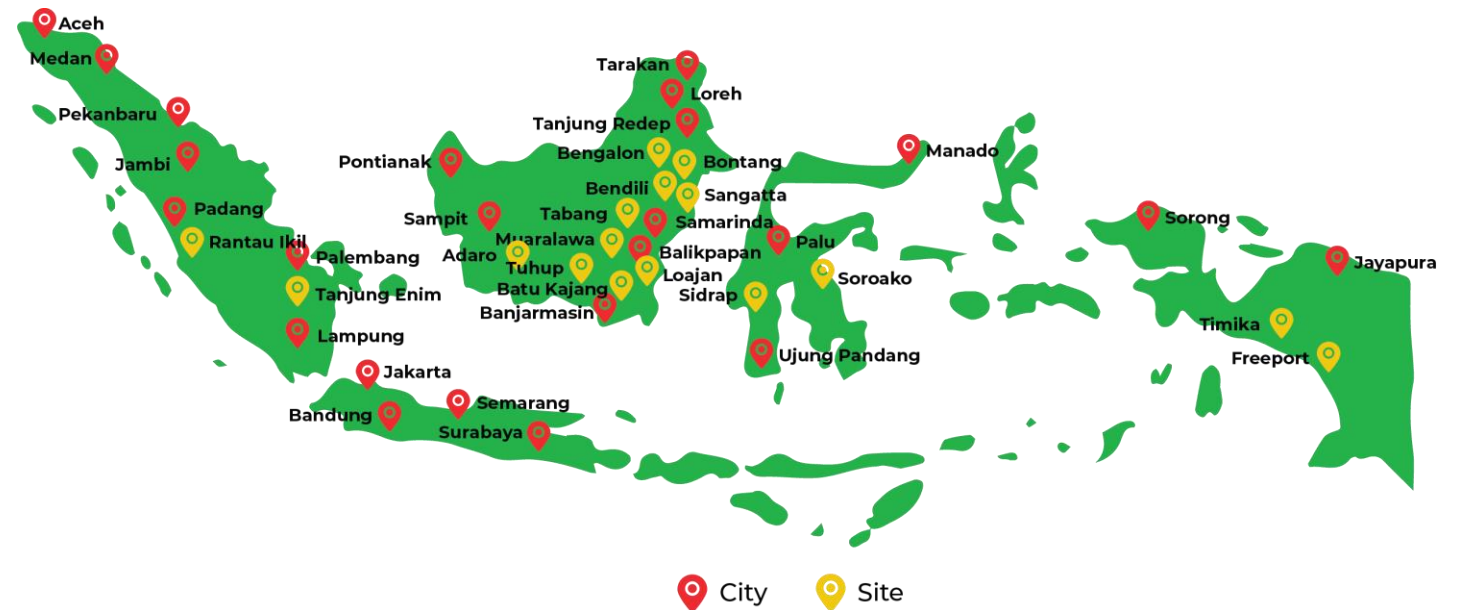 Aceh
Medan
Pekanbaru
Jambi
Padang
Rantau Ikil
Palembang
Tanjung Enim
Lampung
Jakarta
Bandung
Semarang
Surabaya
Tarakan
Loreh
Tanjung Redep
Pontianak
Bengalon
Bontang
Bendili
Sangatta
Sampit
Tabang
Samarinda
Muaralawa
Adaro
Balikpapan
Tuhup
Loajan
Batu Kajang
Banjarmasin
Manado
Palu
Soroako
Sidrap
Ujung Pandang
Sorong
Jayapura
Timika
Freeport
City
Site